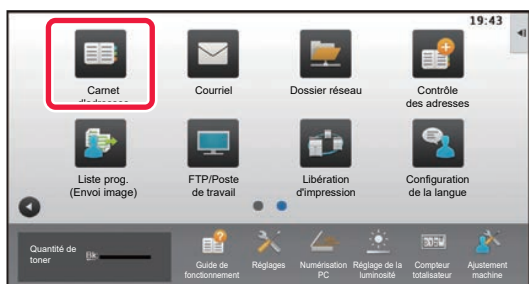 19:43
Carnet
d'adresses
Courriel
Dossier réseau
Contrôle
des adresses
Liste prog.
(Envoi image)
FTP/Poste
de travail
Libération
d'impression
Configuration
de la langue
Quantité de
toner
Bk
Guide de
fonctionnement
Réglages
Numérisation
PC
Réglage de la
luminosité
Compteur
totalisateur
Ajustement
machine